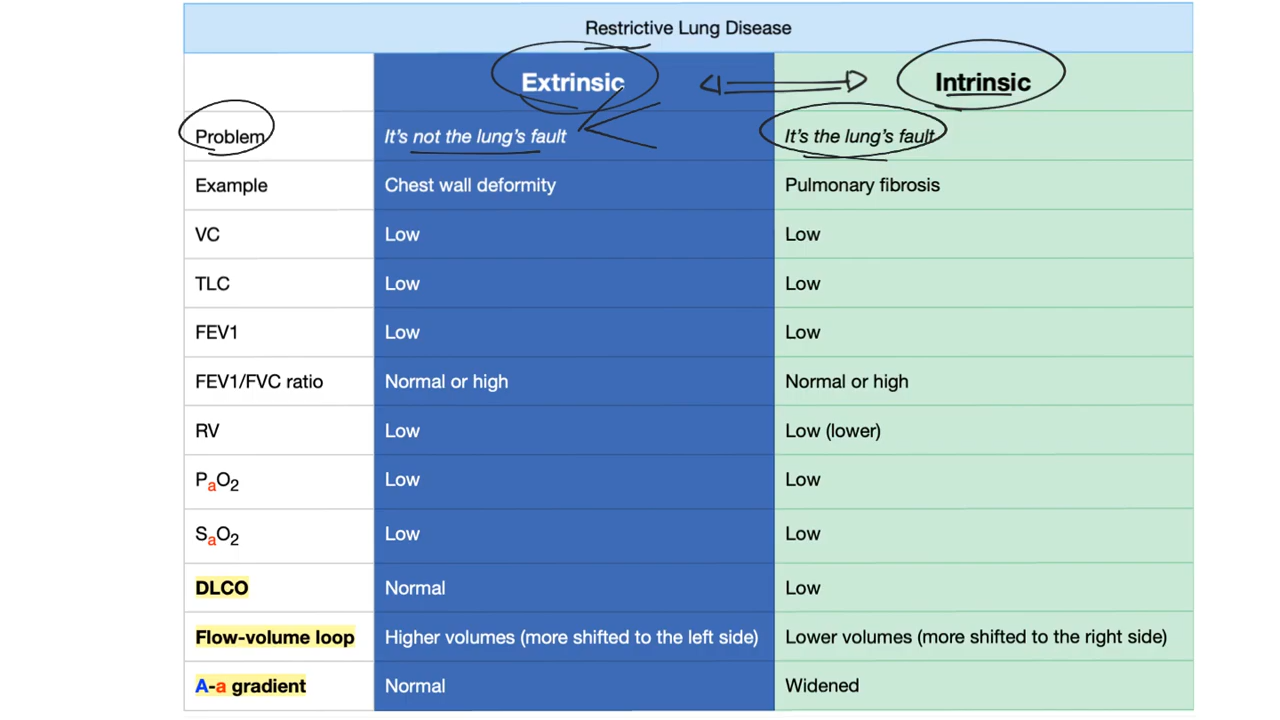 Restrictive Lung Disease
Extrinsic Intrinsic
Problem It's not the lung's fault It's the lung's fault
Example Chest wall deformity Pulmonary fibrosis
VC Low Low
TLC Low Low
FEV1 Low Low
FEV1/FVC ratio Normal or high Normal or high
RV Low Low (lower)
PaO2 Low Low
SaO2 Low Low
DLCO Normal Low
Flow-volume loop Higher volumes (more shifted to the left side) Lower volumes (more shifted to the right side)
A-a gradient Normal Widened